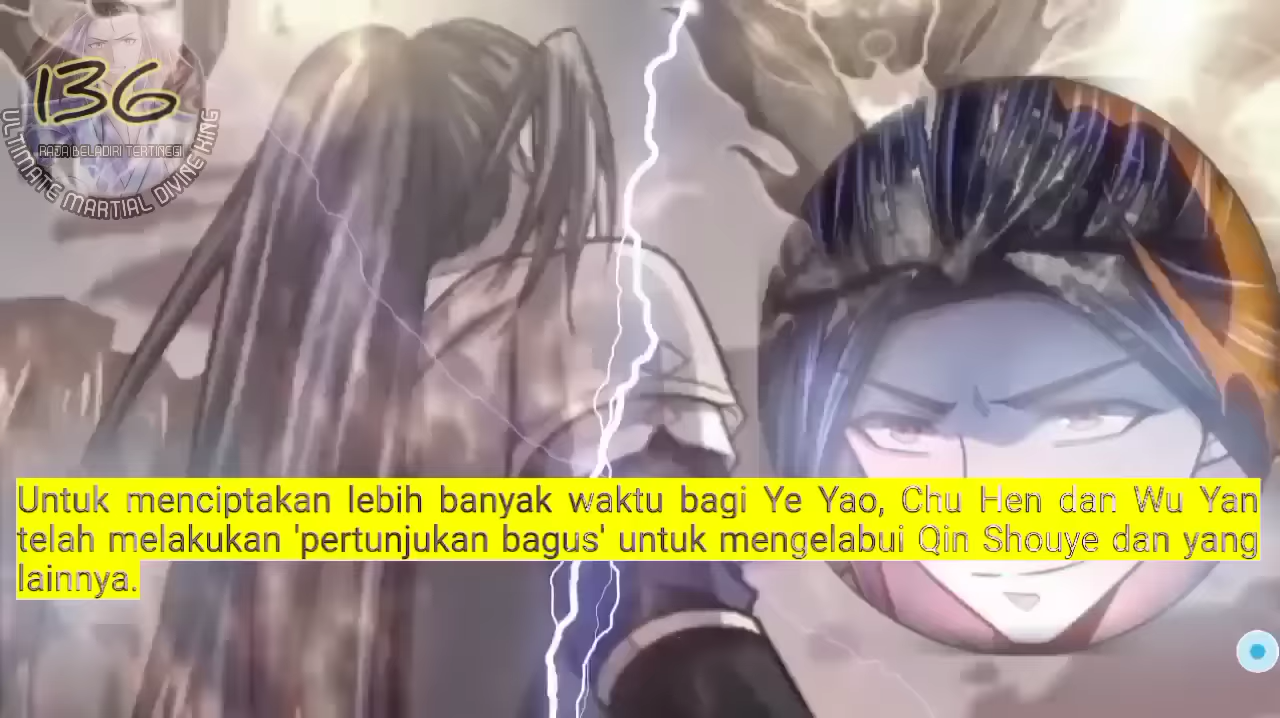 136
RAJA BELADIRI TERTINGGI
ULTIMATE MARTIAL DIVINE KING
Untuk menciptakan lebih banyak waktu bagi Ye Yao, Chu Hen dan Wu Yan
telah melakukan 'pertunjukan bagus' untuk mengelabui Qin Shouye dan yang
lainnya.